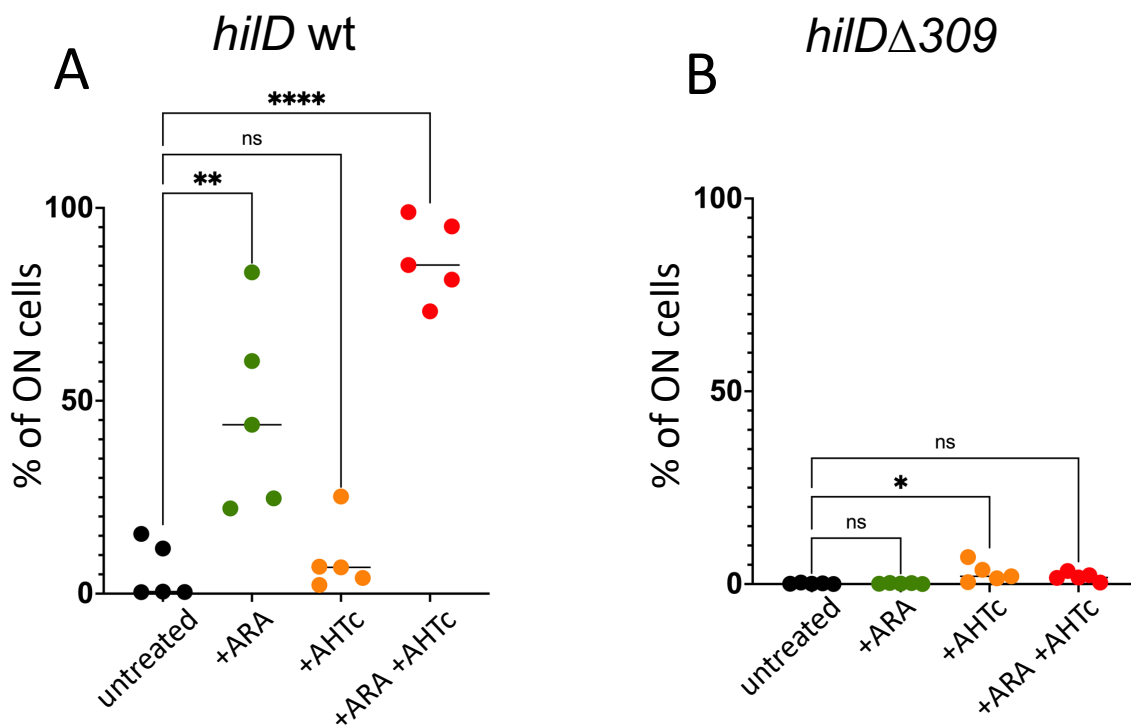 A
hilD wt
****
ns
**
100
50
0
% of ON cells
untreated
+ARA
+AHTc
+ARA +AHTc
B
hilDΔ309
100
50
0
% of ON cells
ns
*
ns
untreated
+ARA
+AHTc
+ARA +AHTc